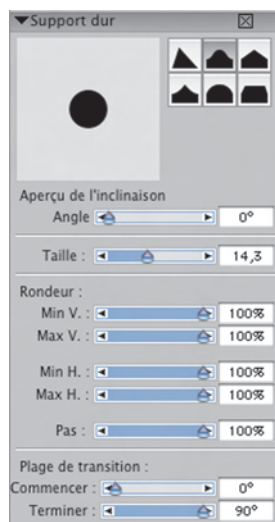 Support dur
Aperçu de l'inclinaison
Angle 0°
Taille : 14,3
Rondeur :
Min V. : 100%
Max V. : 100%
Min H. : 100%
Max H. : 100%
Pas : 100%
Plage de transition :
Commencer : 0°
Terminer : 90°